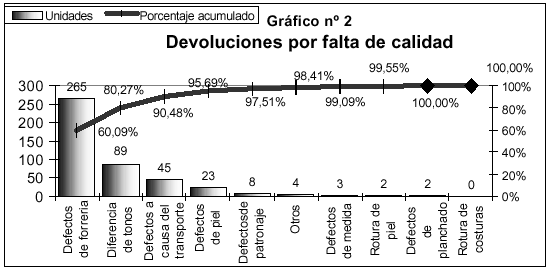 Unidades
Porcentaje acumulado
Gráfico nº 2
Devoluciones por falta de calidad
300
250
200
150
100
50
0
265
89
45
23
8
4
3
2
2
0
60,09%
80,27%
90,48%
95,69%
97,51%
98,41%
99,09%
99,55%
100,00%
100,00%
100%
80%
60%
40%
20%
0%
Defectos
de forrería
Diferencia
de tonos
Defectos a
causa del
transporte
Defectos
de piel
Defectosde
patronaje
Otros
Defectos
de medida
Rotura de
piel
Defectos
de
planchado
Rotura de
costuras